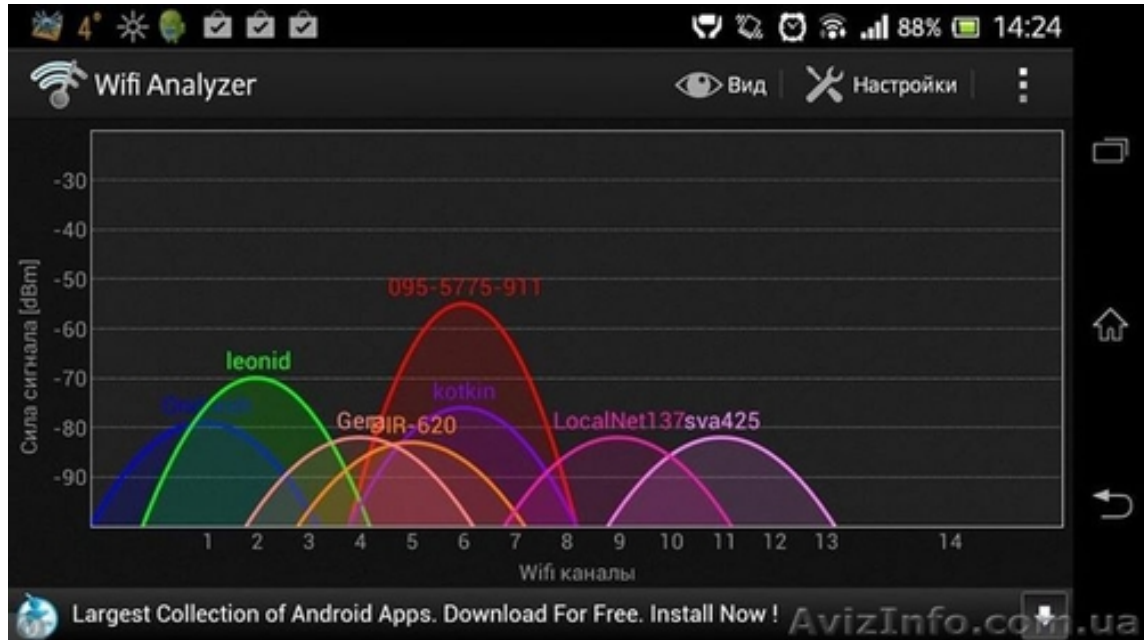 4° 88% 14:24
Wifi Analyzer Вид Настройки
Сила сигнала [dBm]
-30
-40
-50
-60
-70
-80
-90
095-5775-911
leonid
kotkin
Gera
DIR-620
LocalNet137
sva425
1 2 3 4 5 6 7 8 9 10 11 12 13 14
Wifi каналы
Largest Collection of Android Apps. Download For Free. Install Now !
AvizInfo.com.ua